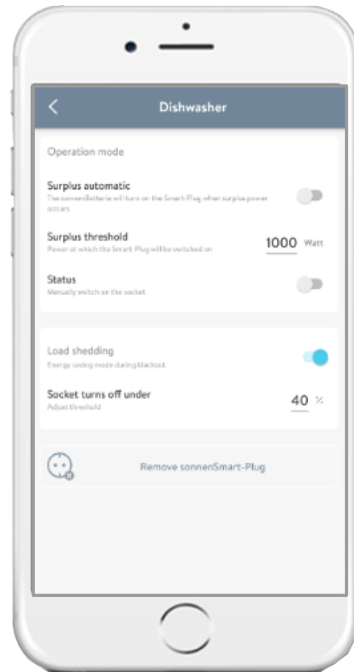 Dishwasher
Operation mode
Surplus automatic
The sonnenBatterie will turn on the Smart-Plug when surplus power
occurs
Surplus threshold
1000 Watt
Power at which the Smart-Plug will be switched on
Status
Manually switch on the socket
Load shedding
Energy saving mode during blackout
Socket turns off under
40 %
Adjust threshold
Remove sonnenSmart-Plug